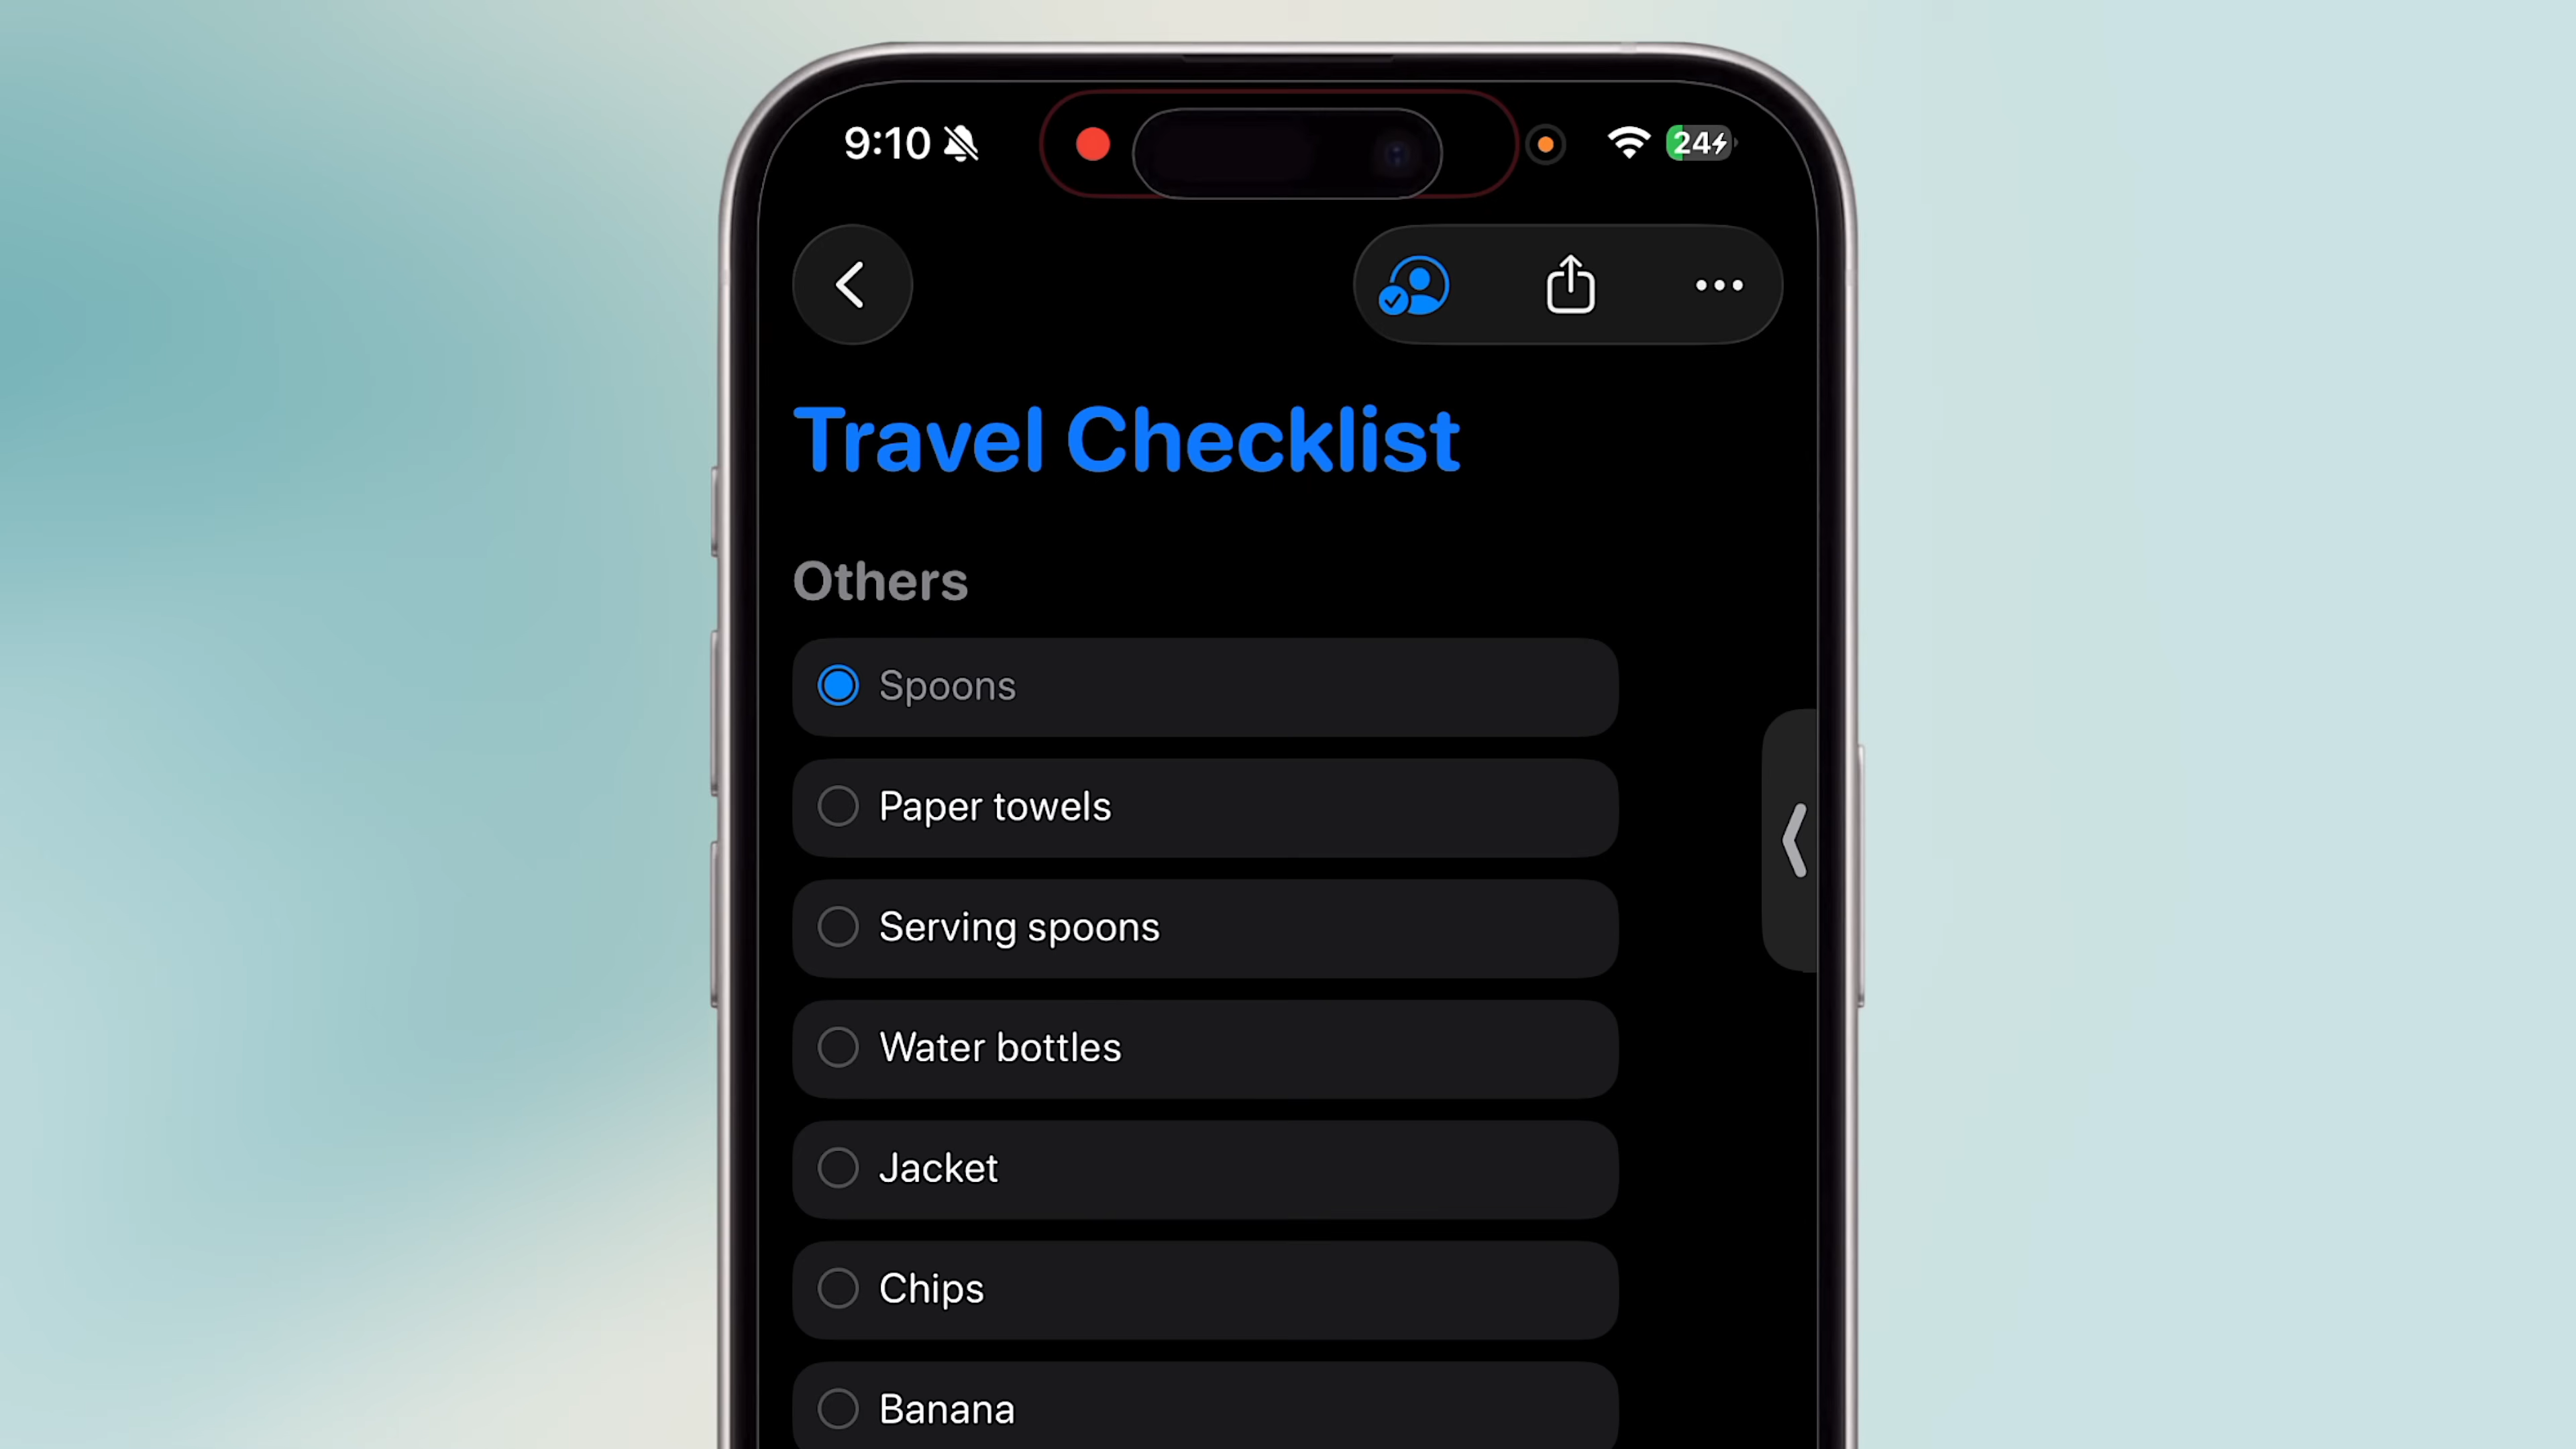 9:10
24
Travel Checklist
Others
Spoons
Paper towels
Serving spoons
Water bottles
Jacket
Chips
Banana